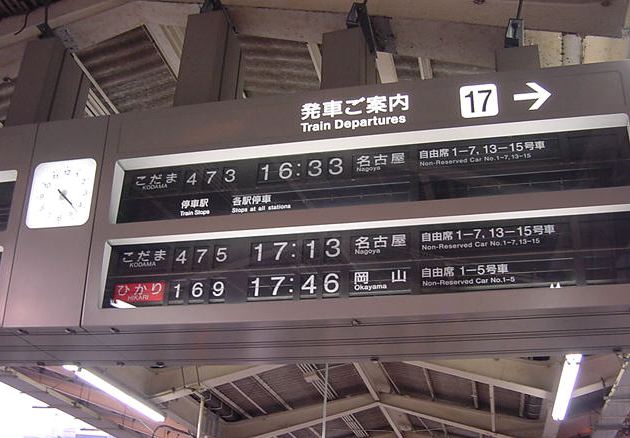 発車ご案内
Train Departures
17 →
こだま 473 16:33 名古屋 自由席 1−7, 13−15号車
KODAMA Nagoya Non-Reserved Car No.1-7, 13-15
停車駅 各駅停車
Train Stops Stops at all stations
こだま 475 17:13 名古屋 自由席 1−7, 13−15号車
KODAMA Nagoya Non-Reserved Car No.1-7, 13-15
ひかり 169 17:46 岡山 自由席 1−5号車
HIKARI Okayama Non-Reserved Car No.1-5